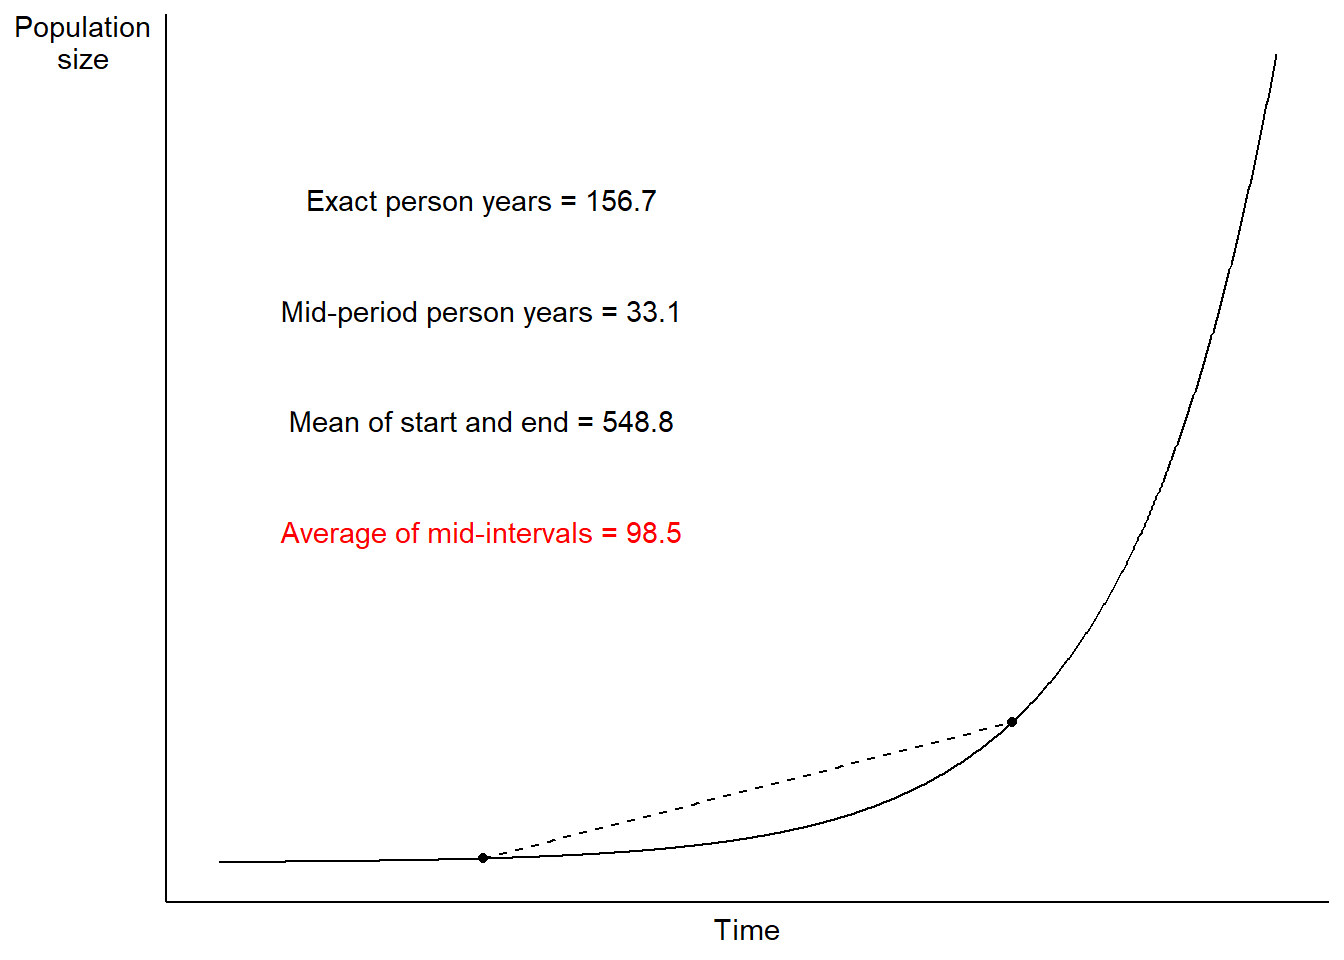 Population
size
Exact person years = 156.7
Mid-period person years = 33.1
Mean of start and end = 548.8
Average of mid-intervals = 98.5
Time